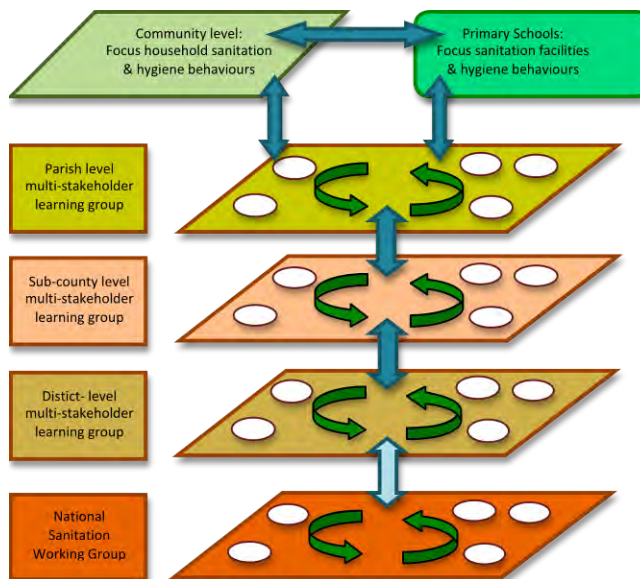 Community level:
Focus household sanitation
& hygiene behaviours
Primary Schools:
Focus sanitation facilities
& hygiene behaviours
Parish level
multi-stakeholder
learning group
Sub-county level
multi-stakeholder
learning group
Distict- level
multi-stakeholder
learning group
National
Sanitation
Working Group